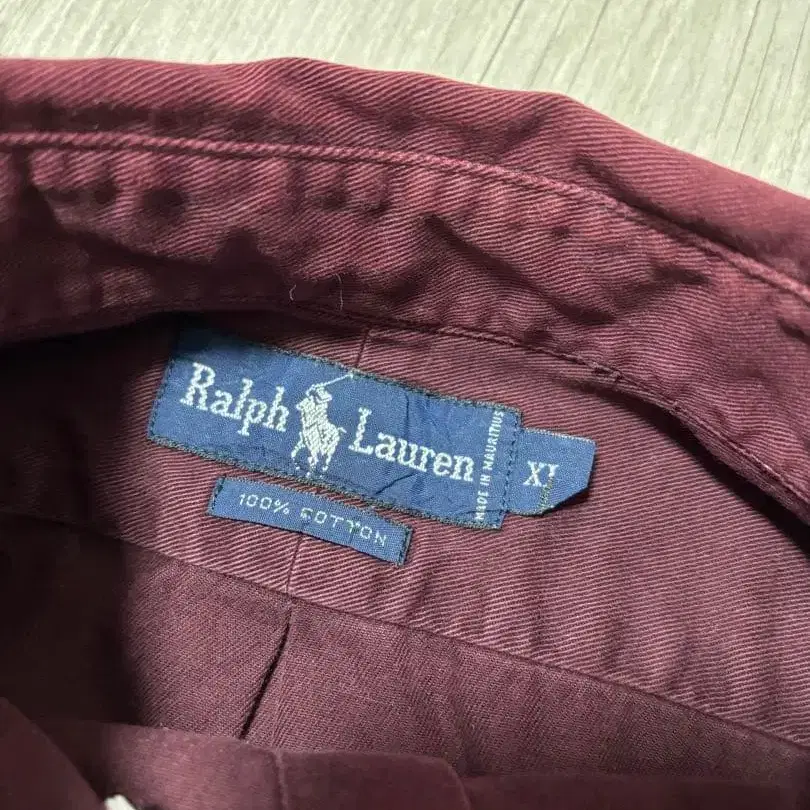 Ralph Lauren
MADE IN MAURITIUS
XL
100% COTTON